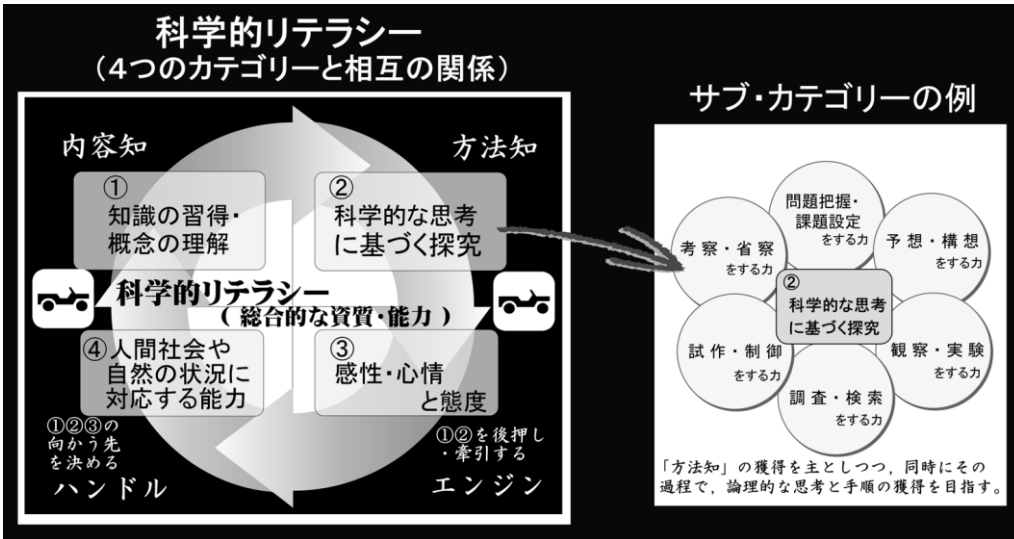 科学的リテラシー
(4つのカテゴリーと相互の関係)
内容知
方法知
①
知識の習得・
概念の理解
②
科学的な思考
に基づく探究
科学的リテラシー
(総合的な資質・能力)
④人間社会や
自然の状況に
対応する能力
③
感性・心情
と態度
①②③の
向かう先
を決める
ハンドル
①②を後押し
・牽引する
エンジン
サブ・カテゴリーの例
問題把握・
課題設定
をする力
考察・省察
をする力
予想・構想
をする力
②
科学的な思考
に基づく探究
試作・制御
をする力
観察・実験
をする力
調査・検索
をする力
「方法知」の獲得を主としつつ,同時にその
過程で,論理的な思考と手順の獲得を目指す。